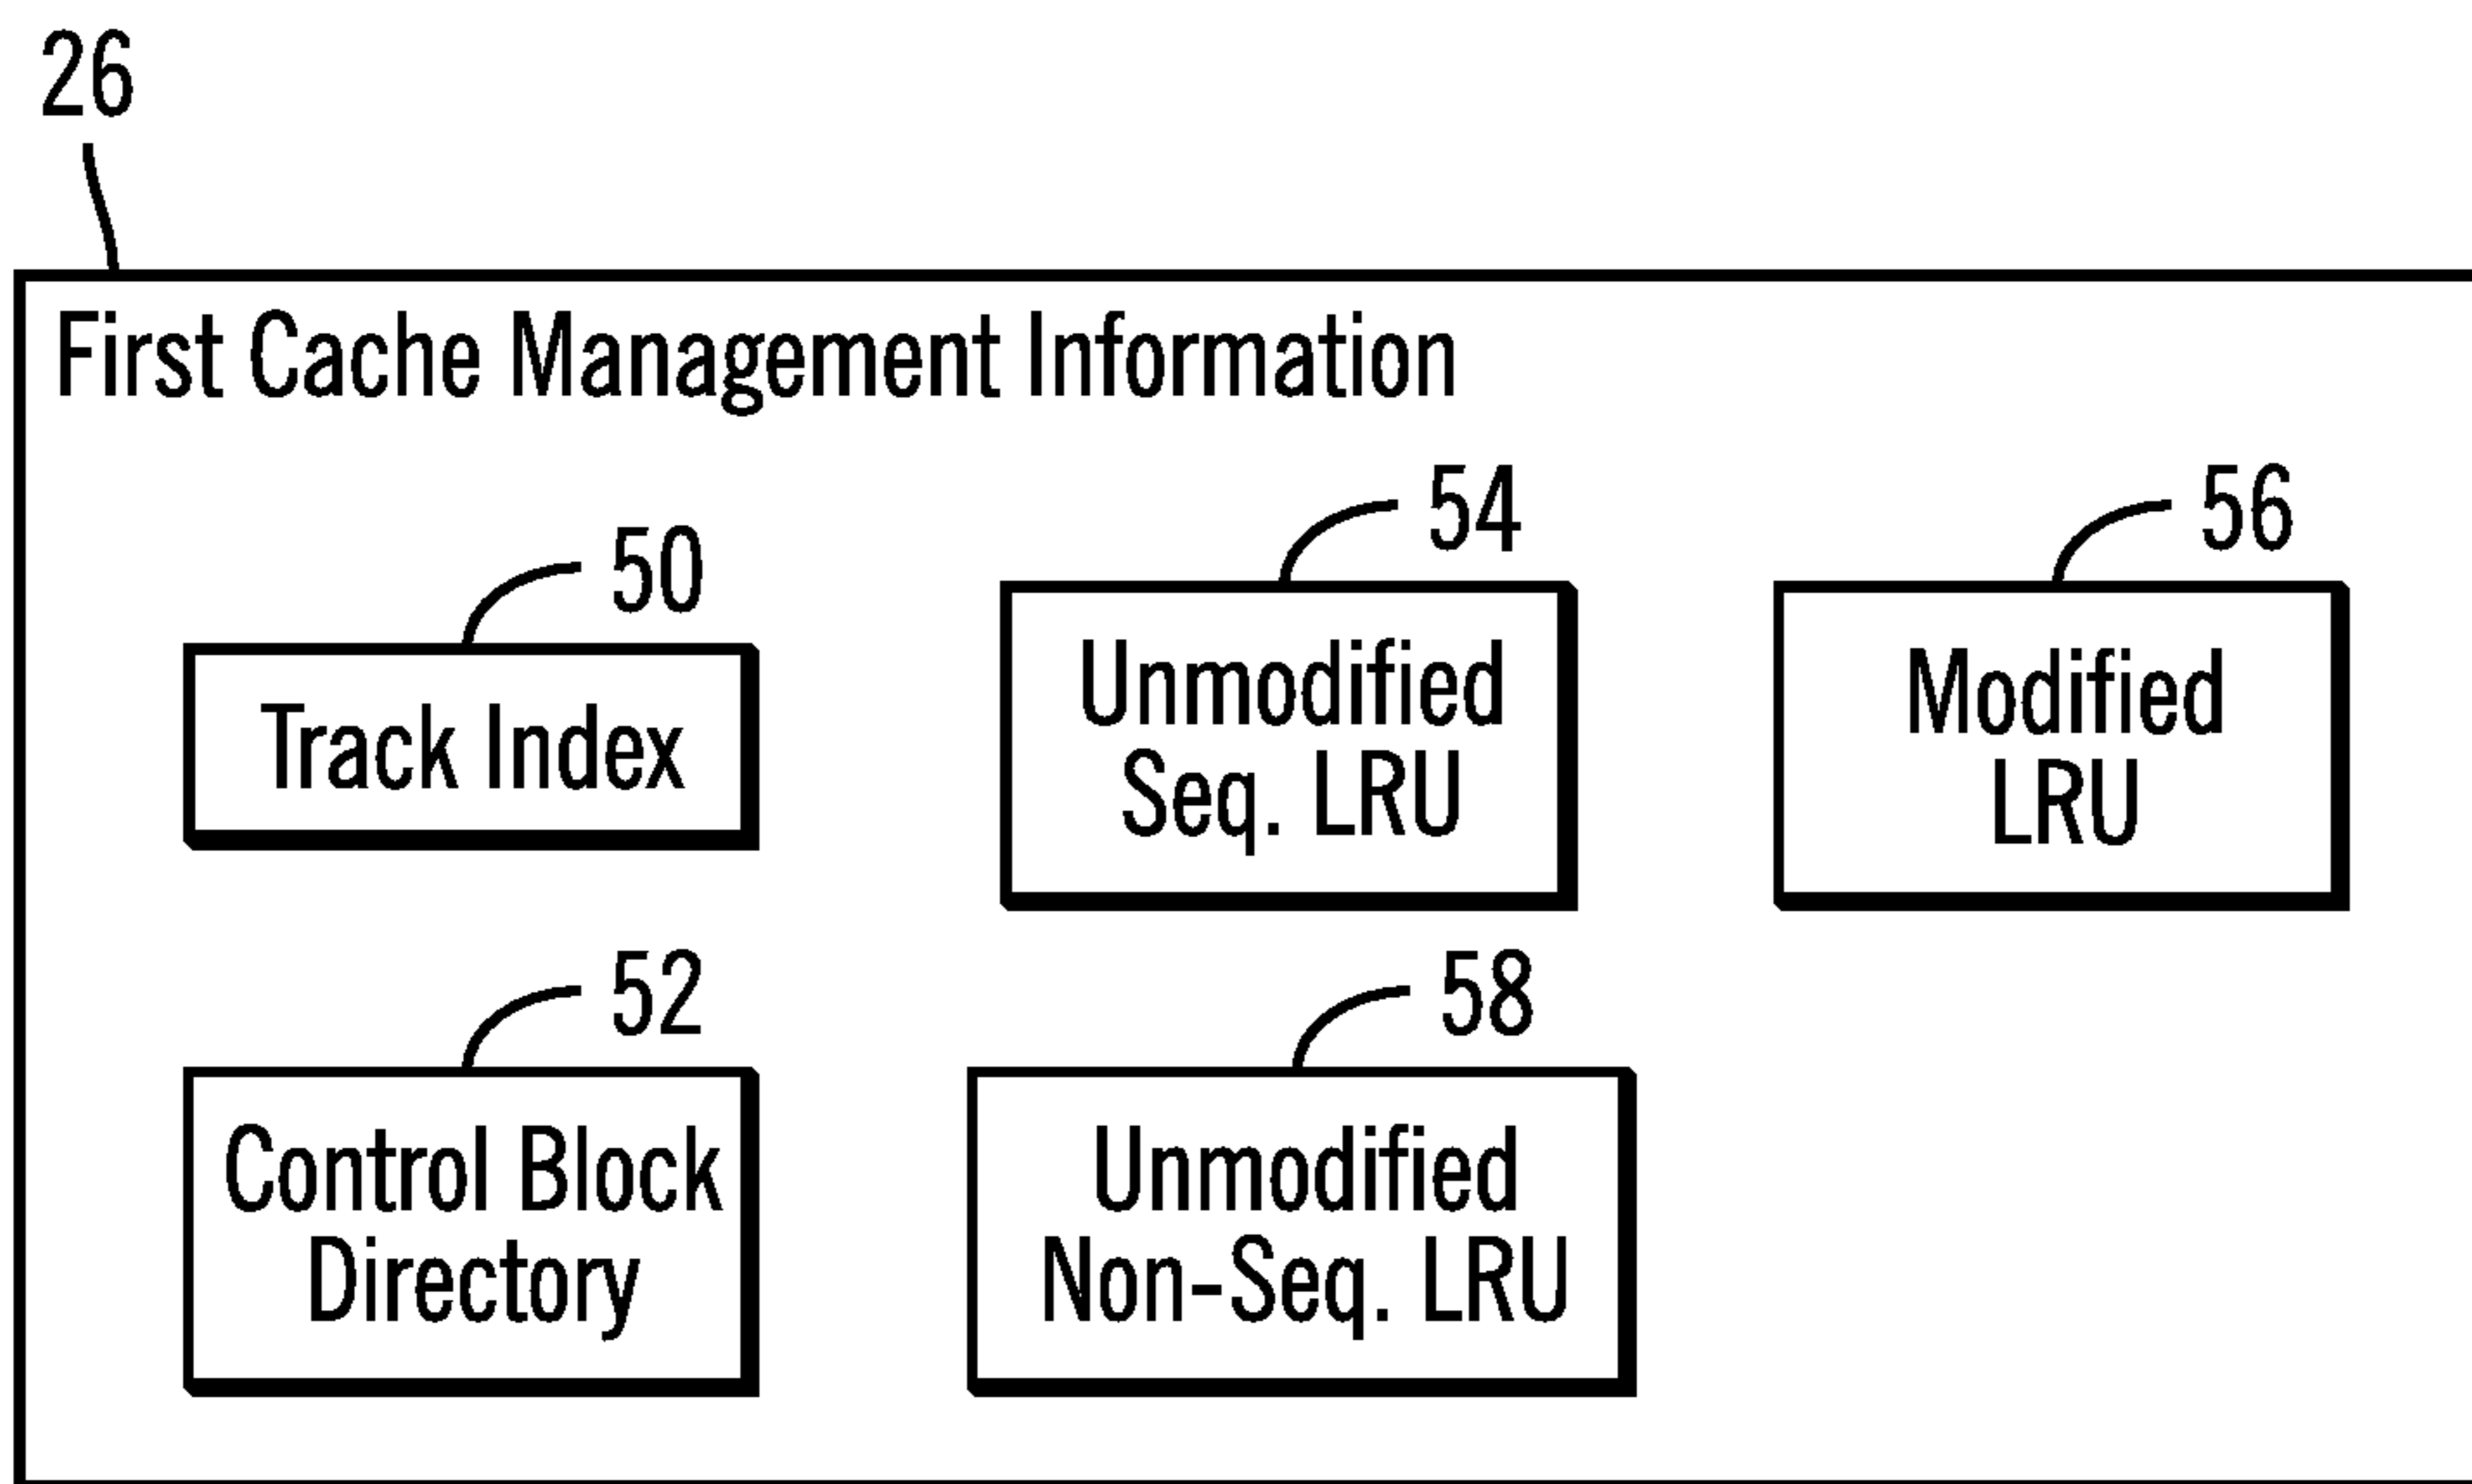 26
First Cache Management Information
50
Track Index
54
Unmodified
Seq. LRU
56
Modified
LRU
52
Control Block
Directory
58
Unmodified
Non-Seq. LRU